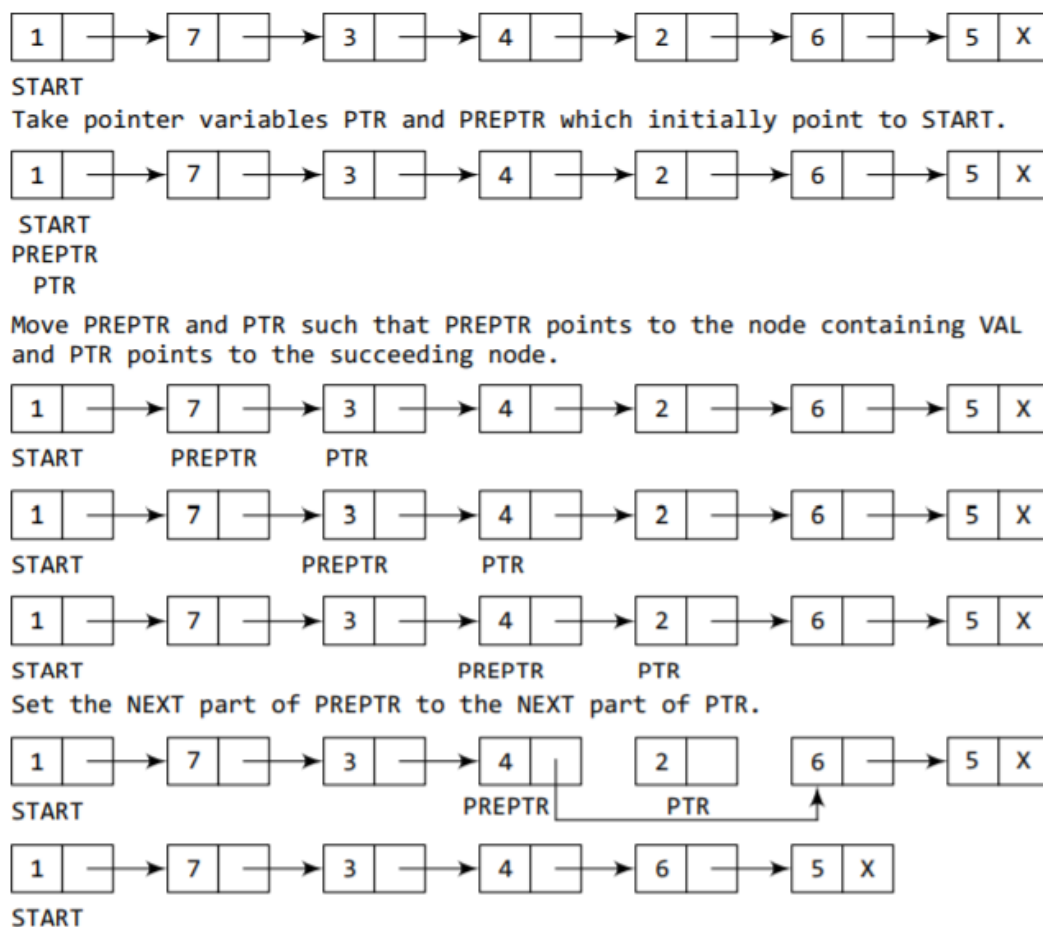 1 7 3 4 2 6 5 X
START
Take pointer variables PTR and PREPTR which initially point to START.
1 7 3 4 2 6 5 X
START
PREPTR
PTR
Move PREPTR and PTR such that PREPTR points to the node containing VAL
and PTR points to the succeeding node.
1 7 3 4 2 6 5 X
START PREPTR PTR
1 7 3 4 2 6 5 X
START PREPTR PTR
1 7 3 4 2 6 5 X
START PREPTR PTR
Set the NEXT part of PREPTR to the NEXT part of PTR.
1 7 3 4 2 6 5 X
START PREPTR PTR
1 7 3 4 6 5 X
START